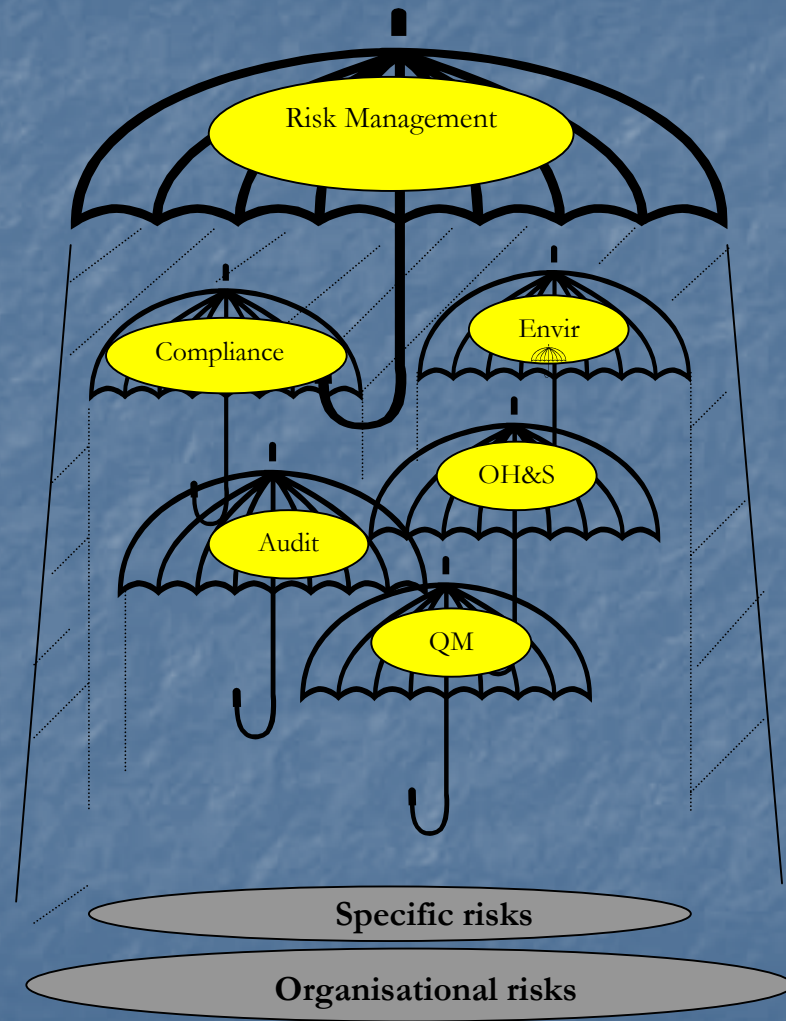 Risk Management
Compliance
Envir
OH&S
Audit
QM
Specific risks
Organisational risks